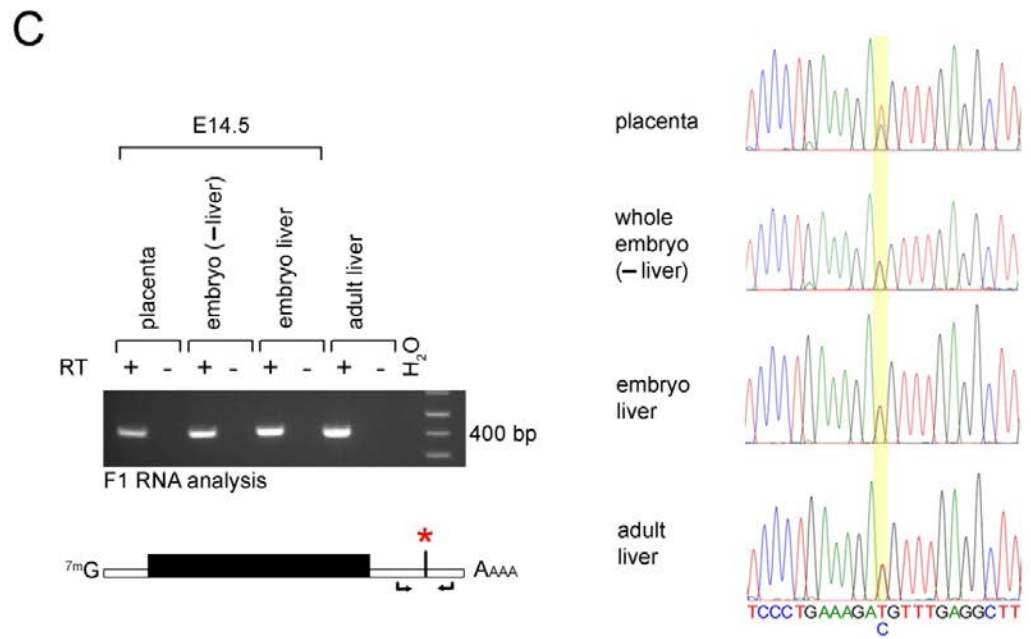 C
E14.5
placenta
embryo (−liver)
embryo liver
adult liver
RT + - + - + - + - H2O
400 bp
F1 RNA analysis
*
7mG AAAA
placenta
whole
embryo
(− liver)
embryo
liver
adult
liver
TCCCTGAAAGATGTTTGAGGCTT
C